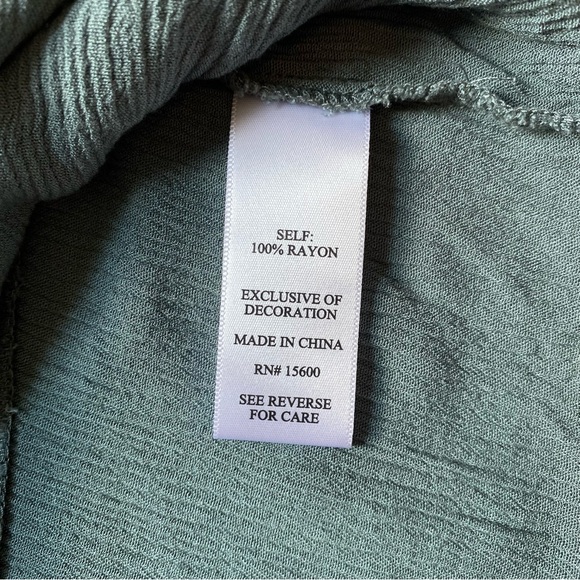 SELF:
100% RAYON
EXCLUSIVE OF
DECORATION
MADE IN CHINA
RN# 15600
SEE REVERSE
FOR CARE